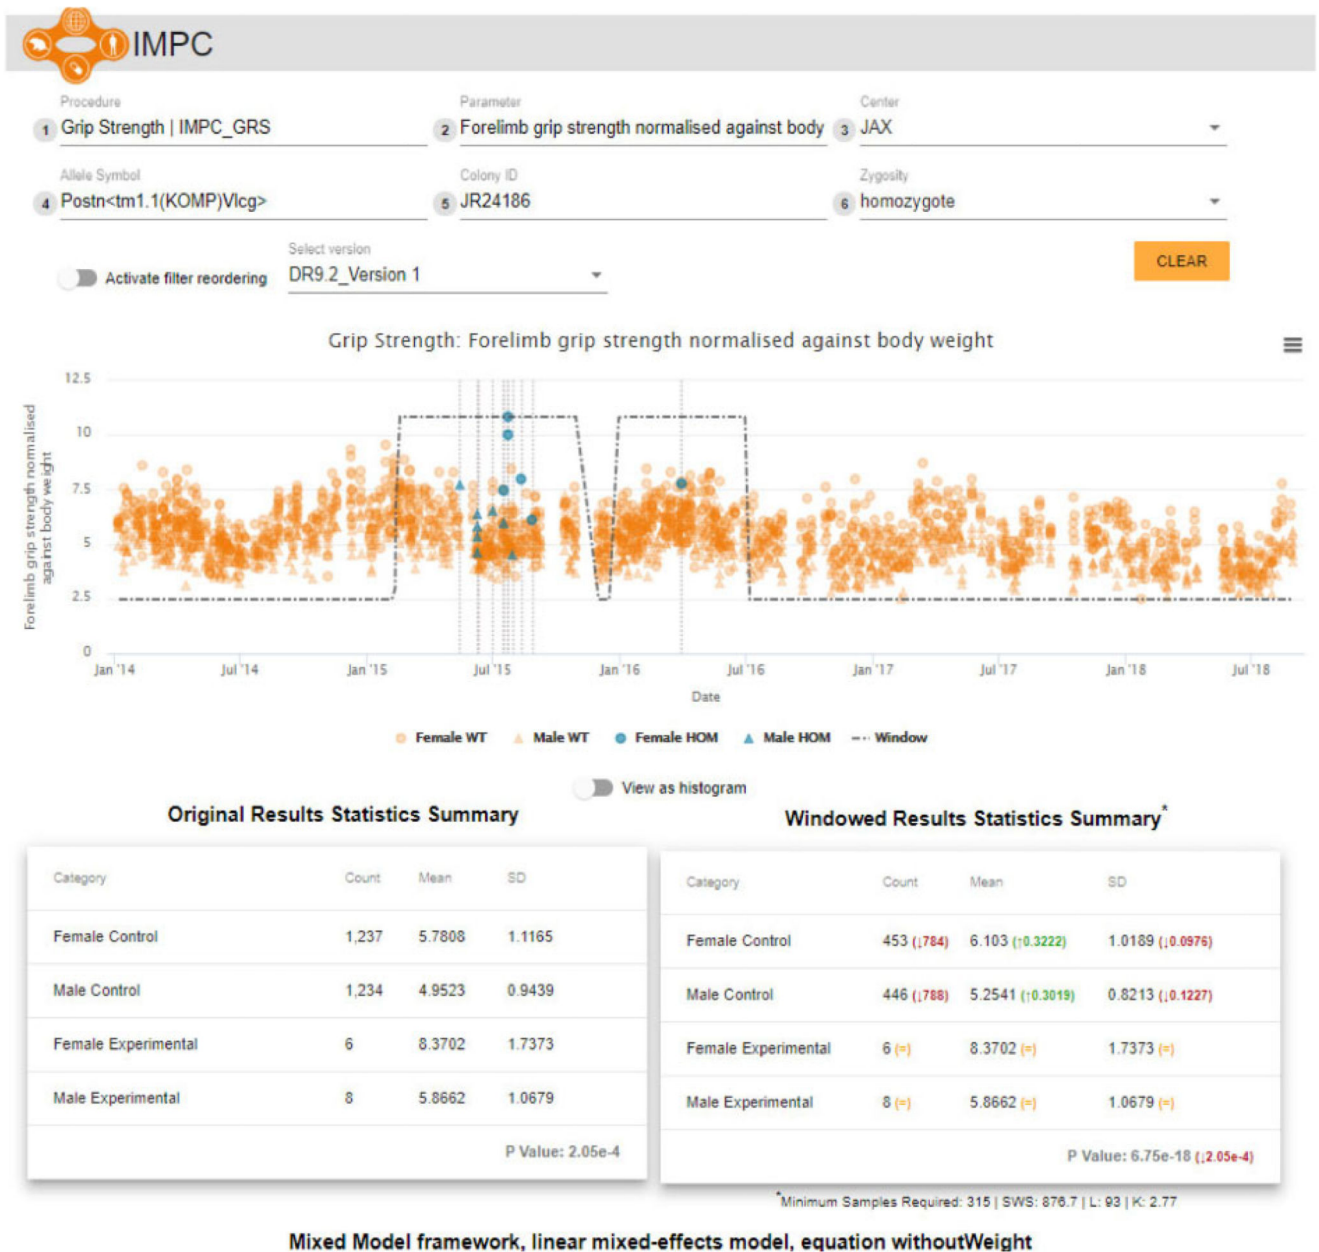 IMPC
Procedure Parameter Center
1 Grip Strength | IMPC_GRS 2 Forelimb grip strength normalised against body 3 JAX
Allele Symbol Colony ID Zygosity
4 Postn<tm1.1(KOMP)Vlcg> 5 JR24186 6 homozygote
Select version
Activate filter reordering DR9.2_Version 1 CLEAR
Grip Strength: Forelimb grip strength normalised against body weight
Forelimb grip strength normalised
against body weight
12.5
10
7.5
5
2.5
0
Jan '14 Jul '14 Jan '15 Jul '15 Jan '16 Jul '16 Jan '17 Jul '17 Jan '18 Jul '18
Date
Female WT Male WT Female HOM Male HOM Window
View as histogram
Original Results Statistics Summary
Category Count Mean SD
Female Control 1,237 5.7808 1.1165
Male Control 1,234 4.9523 0.9439
Female Experimental 6 8.3702 1.7373
Male Experimental 8 5.8662 1.0679
P Value: 2.05e-4
Windowed Results Statistics Summary*
Category Count Mean SD
Female Control 453 (↓784) 6.103 (↑0.3222) 1.0189 (↓0.0976)
Male Control 446 (↓788) 5.2541 (↑0.3019) 0.8213 (↓0.1227)
Female Experimental 6 (=) 8.3702 (=) 1.7373 (=)
Male Experimental 8 (=) 5.8662 (=) 1.0679 (=)
P Value: 6.75e-18 (↓2.05e-4)
*Minimum Samples Required: 315 | SWS: 876.7 | L: 93 | K: 2.77
Mixed Model framework, linear mixed-effects model, equation withoutWeight